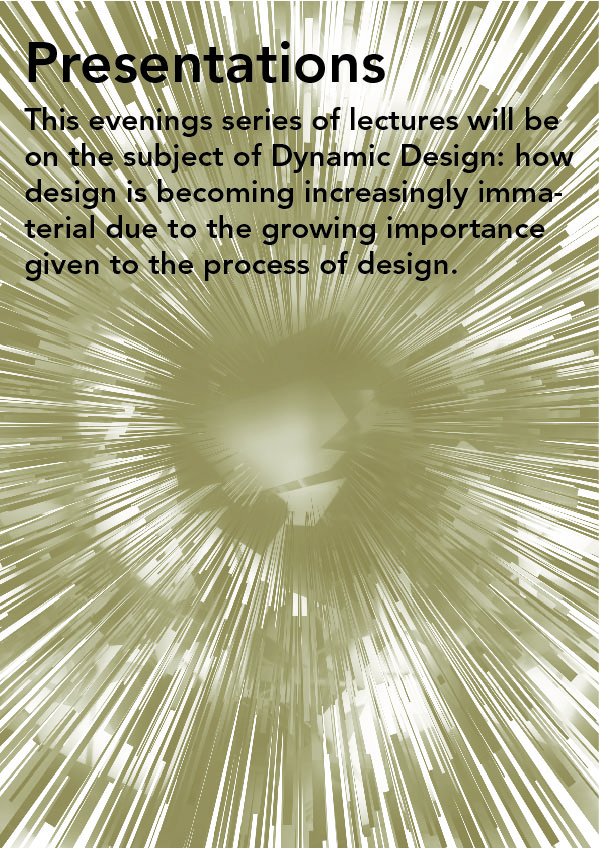 Presentations
This evenings series of lectures will be
on the subject of Dynamic Design: how
design is becoming increasingly imma-
terial due to the growing importance
given to the process of design.